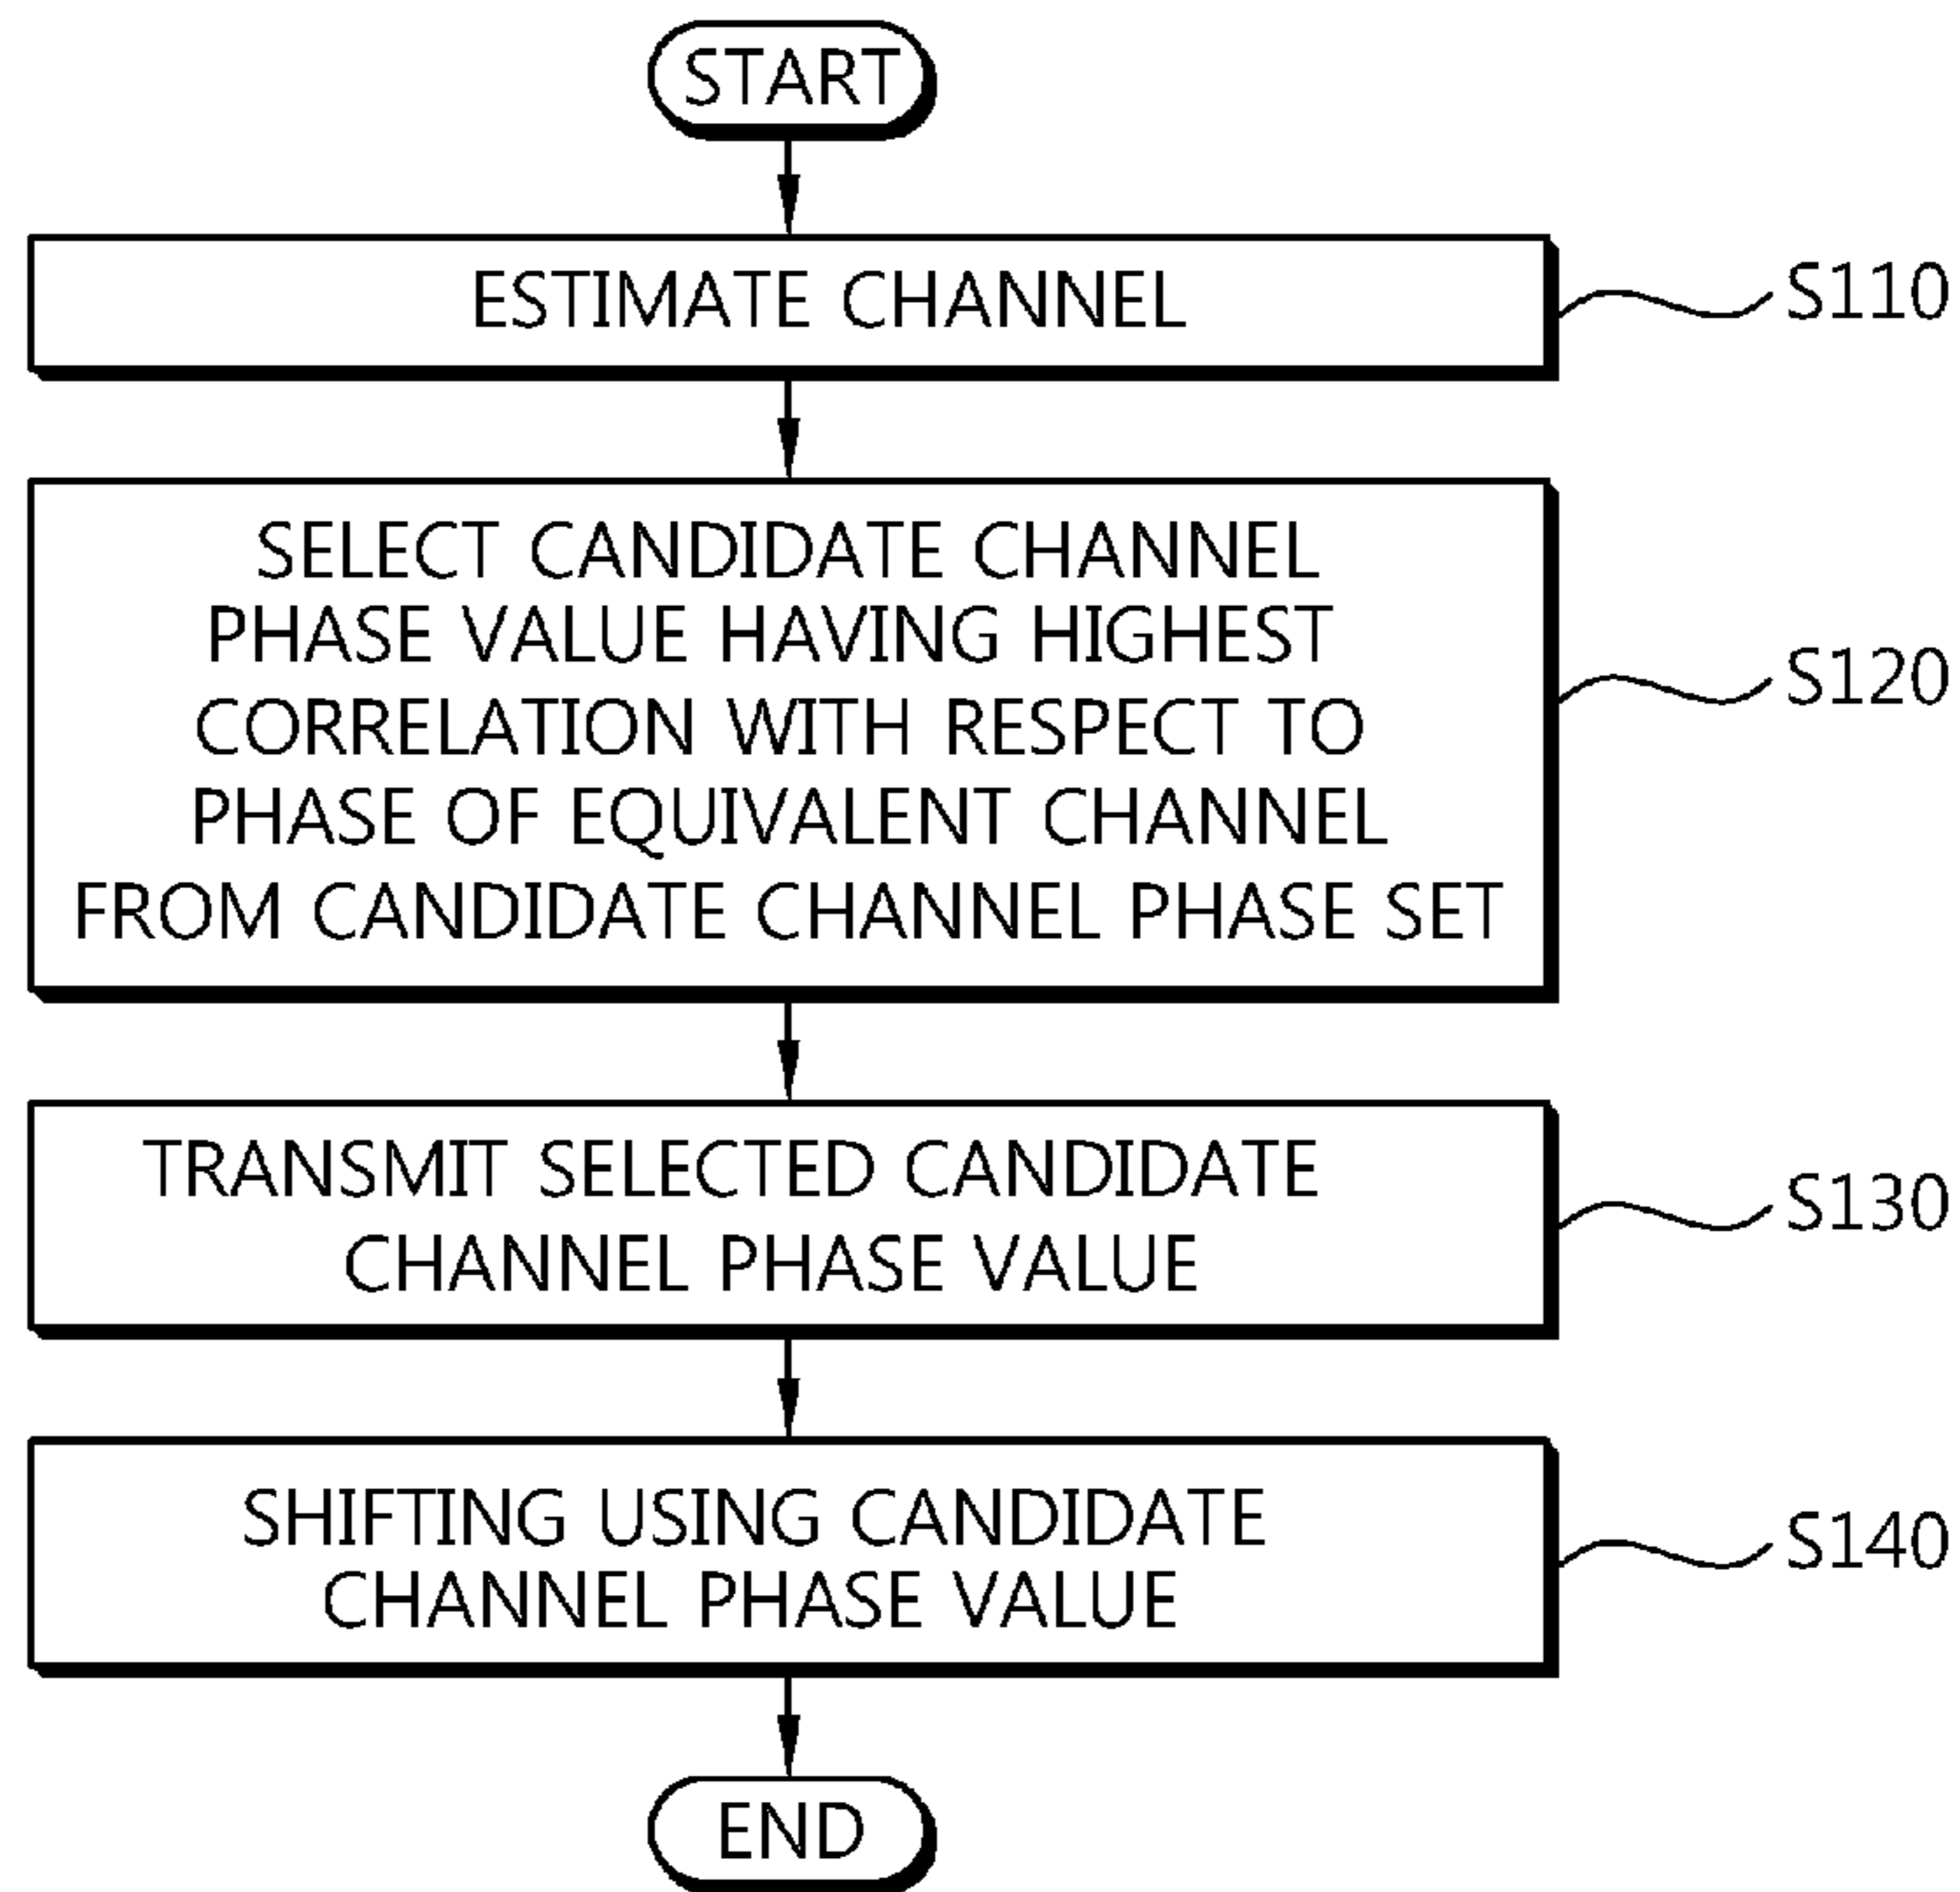 START
ESTIMATE CHANNEL
S110
SELECT CANDIDATE CHANNEL
PHASE VALUE HAVING HIGHEST
CORRELATION WITH RESPECT TO
PHASE OF EQUIVALENT CHANNEL
FROM CANDIDATE CHANNEL PHASE SET
S120
TRANSMIT SELECTED CANDIDATE
CHANNEL PHASE VALUE
S130
SHIFTING USING CANDIDATE
CHANNEL PHASE VALUE
S140
END